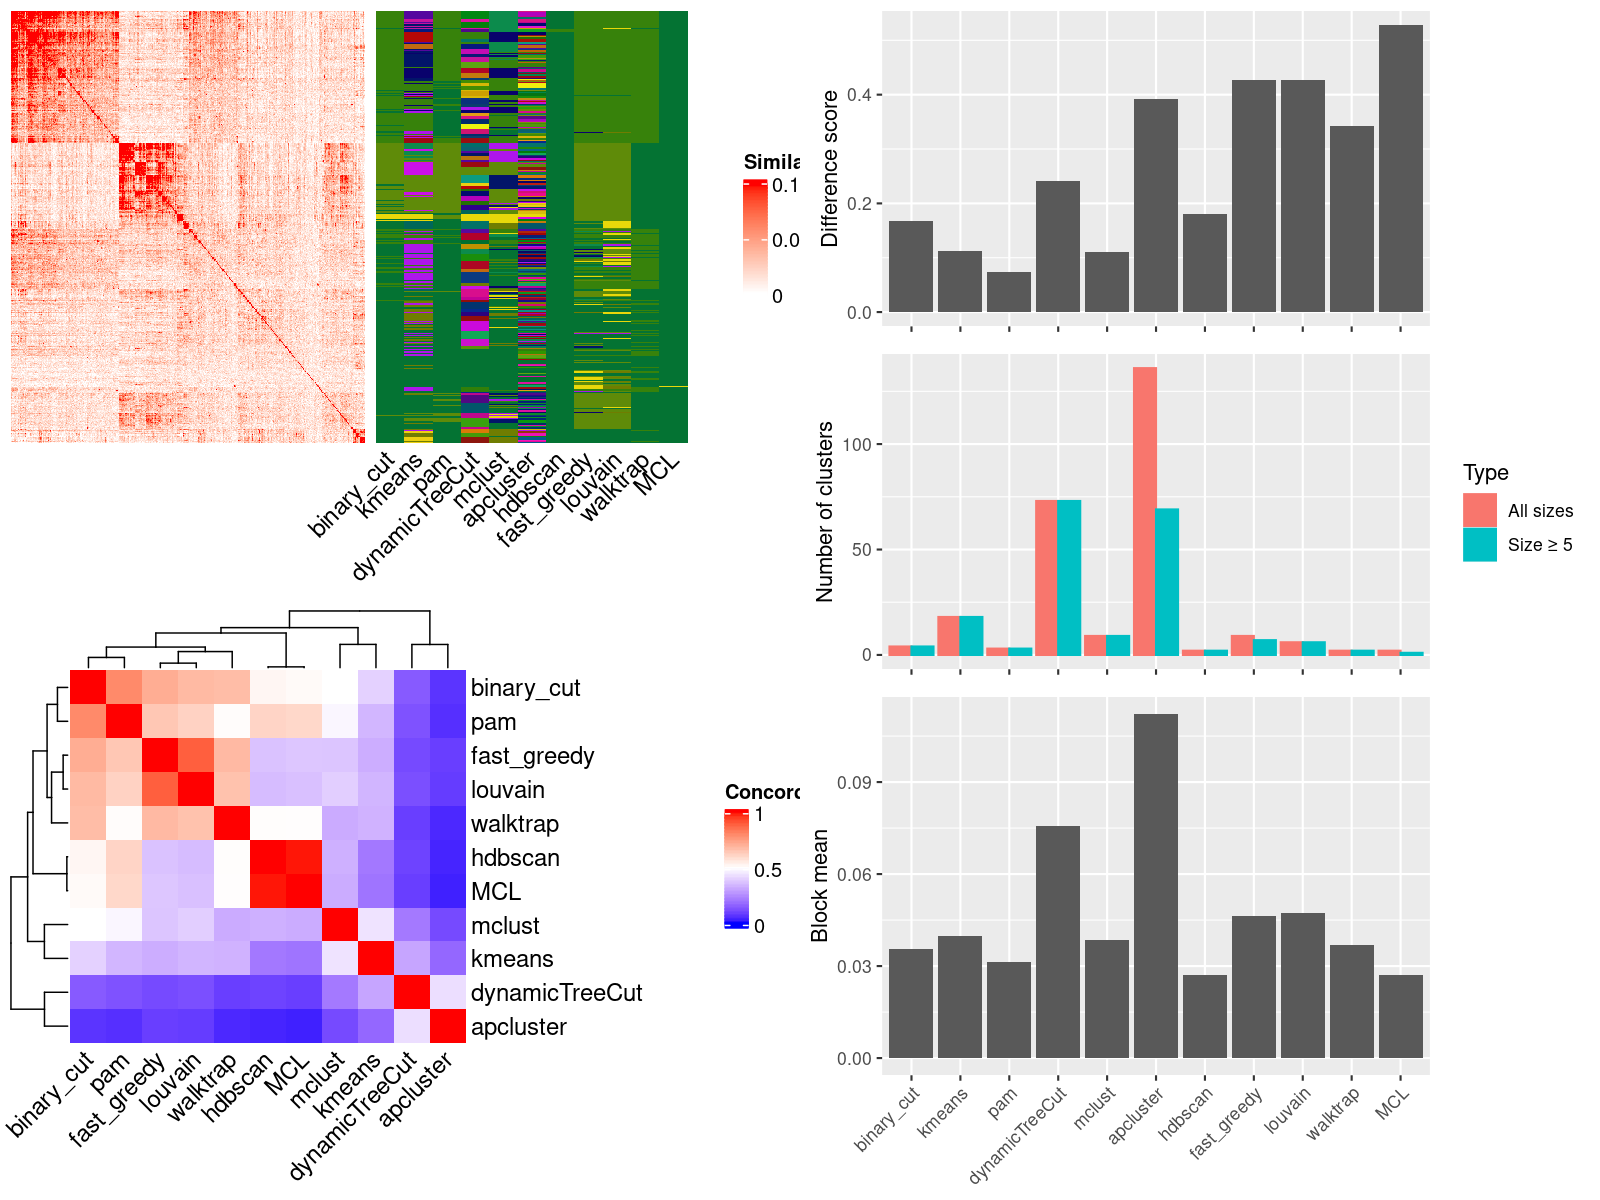 Simila
0.1
0.0
0
binary_cut
kmeans
pam
dynamicTreeCut
mclust
apcluster
hdbscan
fast_greedy
louvain
walktrap
MCL
binary_cut
pam
fast_greedy
louvain
walktrap
hdbscan
MCL
mclust
kmeans
dynamicTreeCut
apcluster
Concord
1
0.5
0
binary_cut
pam
fast_greedy
louvain
walktrap
hdbscan
MCL
mclust
kmeans
dynamicTreeCut
apcluster
Difference score
0.4
0.2
0.0
Number of clusters
100
50
0
Type
All sizes
Size ≥ 5
Block mean
0.09
0.06
0.03
0.00
binary_cut
kmeans
pam
dynamicTreeCut
mclust
apcluster
hdbscan
fast_greedy
louvain
walktrap
MCL